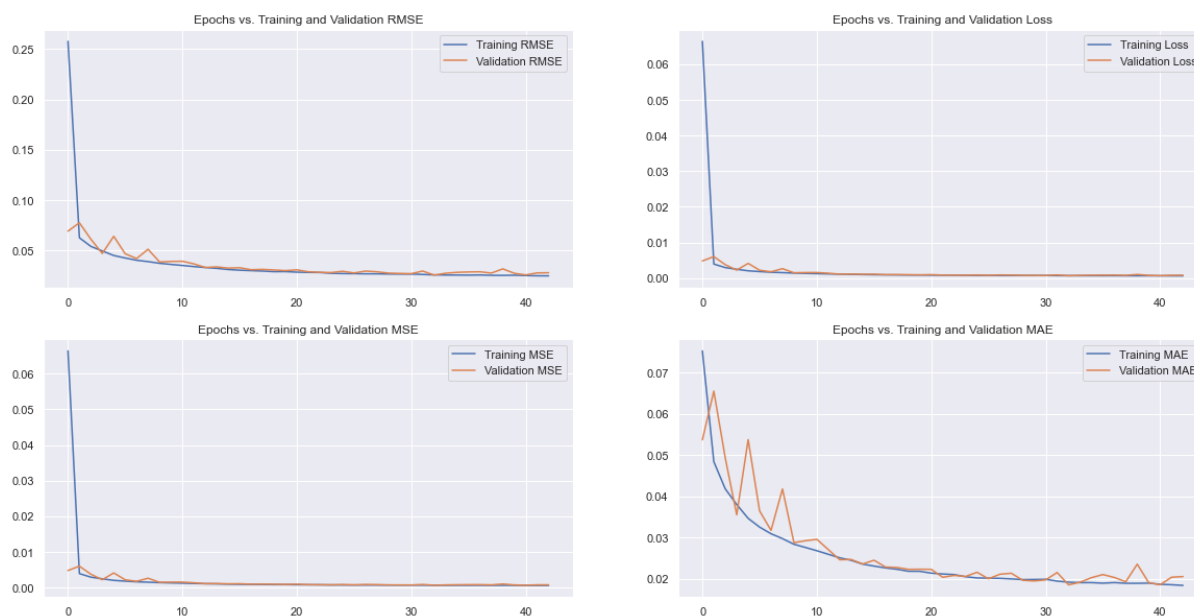 Epochs vs. Training and Validation RMSE
0.25
0.20
0.15
0.10
0.05
0 10 20 30 40
Training RMSE
Validation RMSE
Epochs vs. Training and Validation Loss
0.06
0.05
0.04
0.03
0.02
0.01
0.00
0 10 20 30 40
Training Loss
Validation Loss
Epochs vs. Training and Validation MSE
0.06
0.05
0.04
0.03
0.02
0.01
0.00
0 10 20 30 40
Training MSE
Validation MSE
Epochs vs. Training and Validation MAE
0.07
0.06
0.05
0.04
0.03
0.02
0 10 20 30 40
Training MAE
Validation MAE